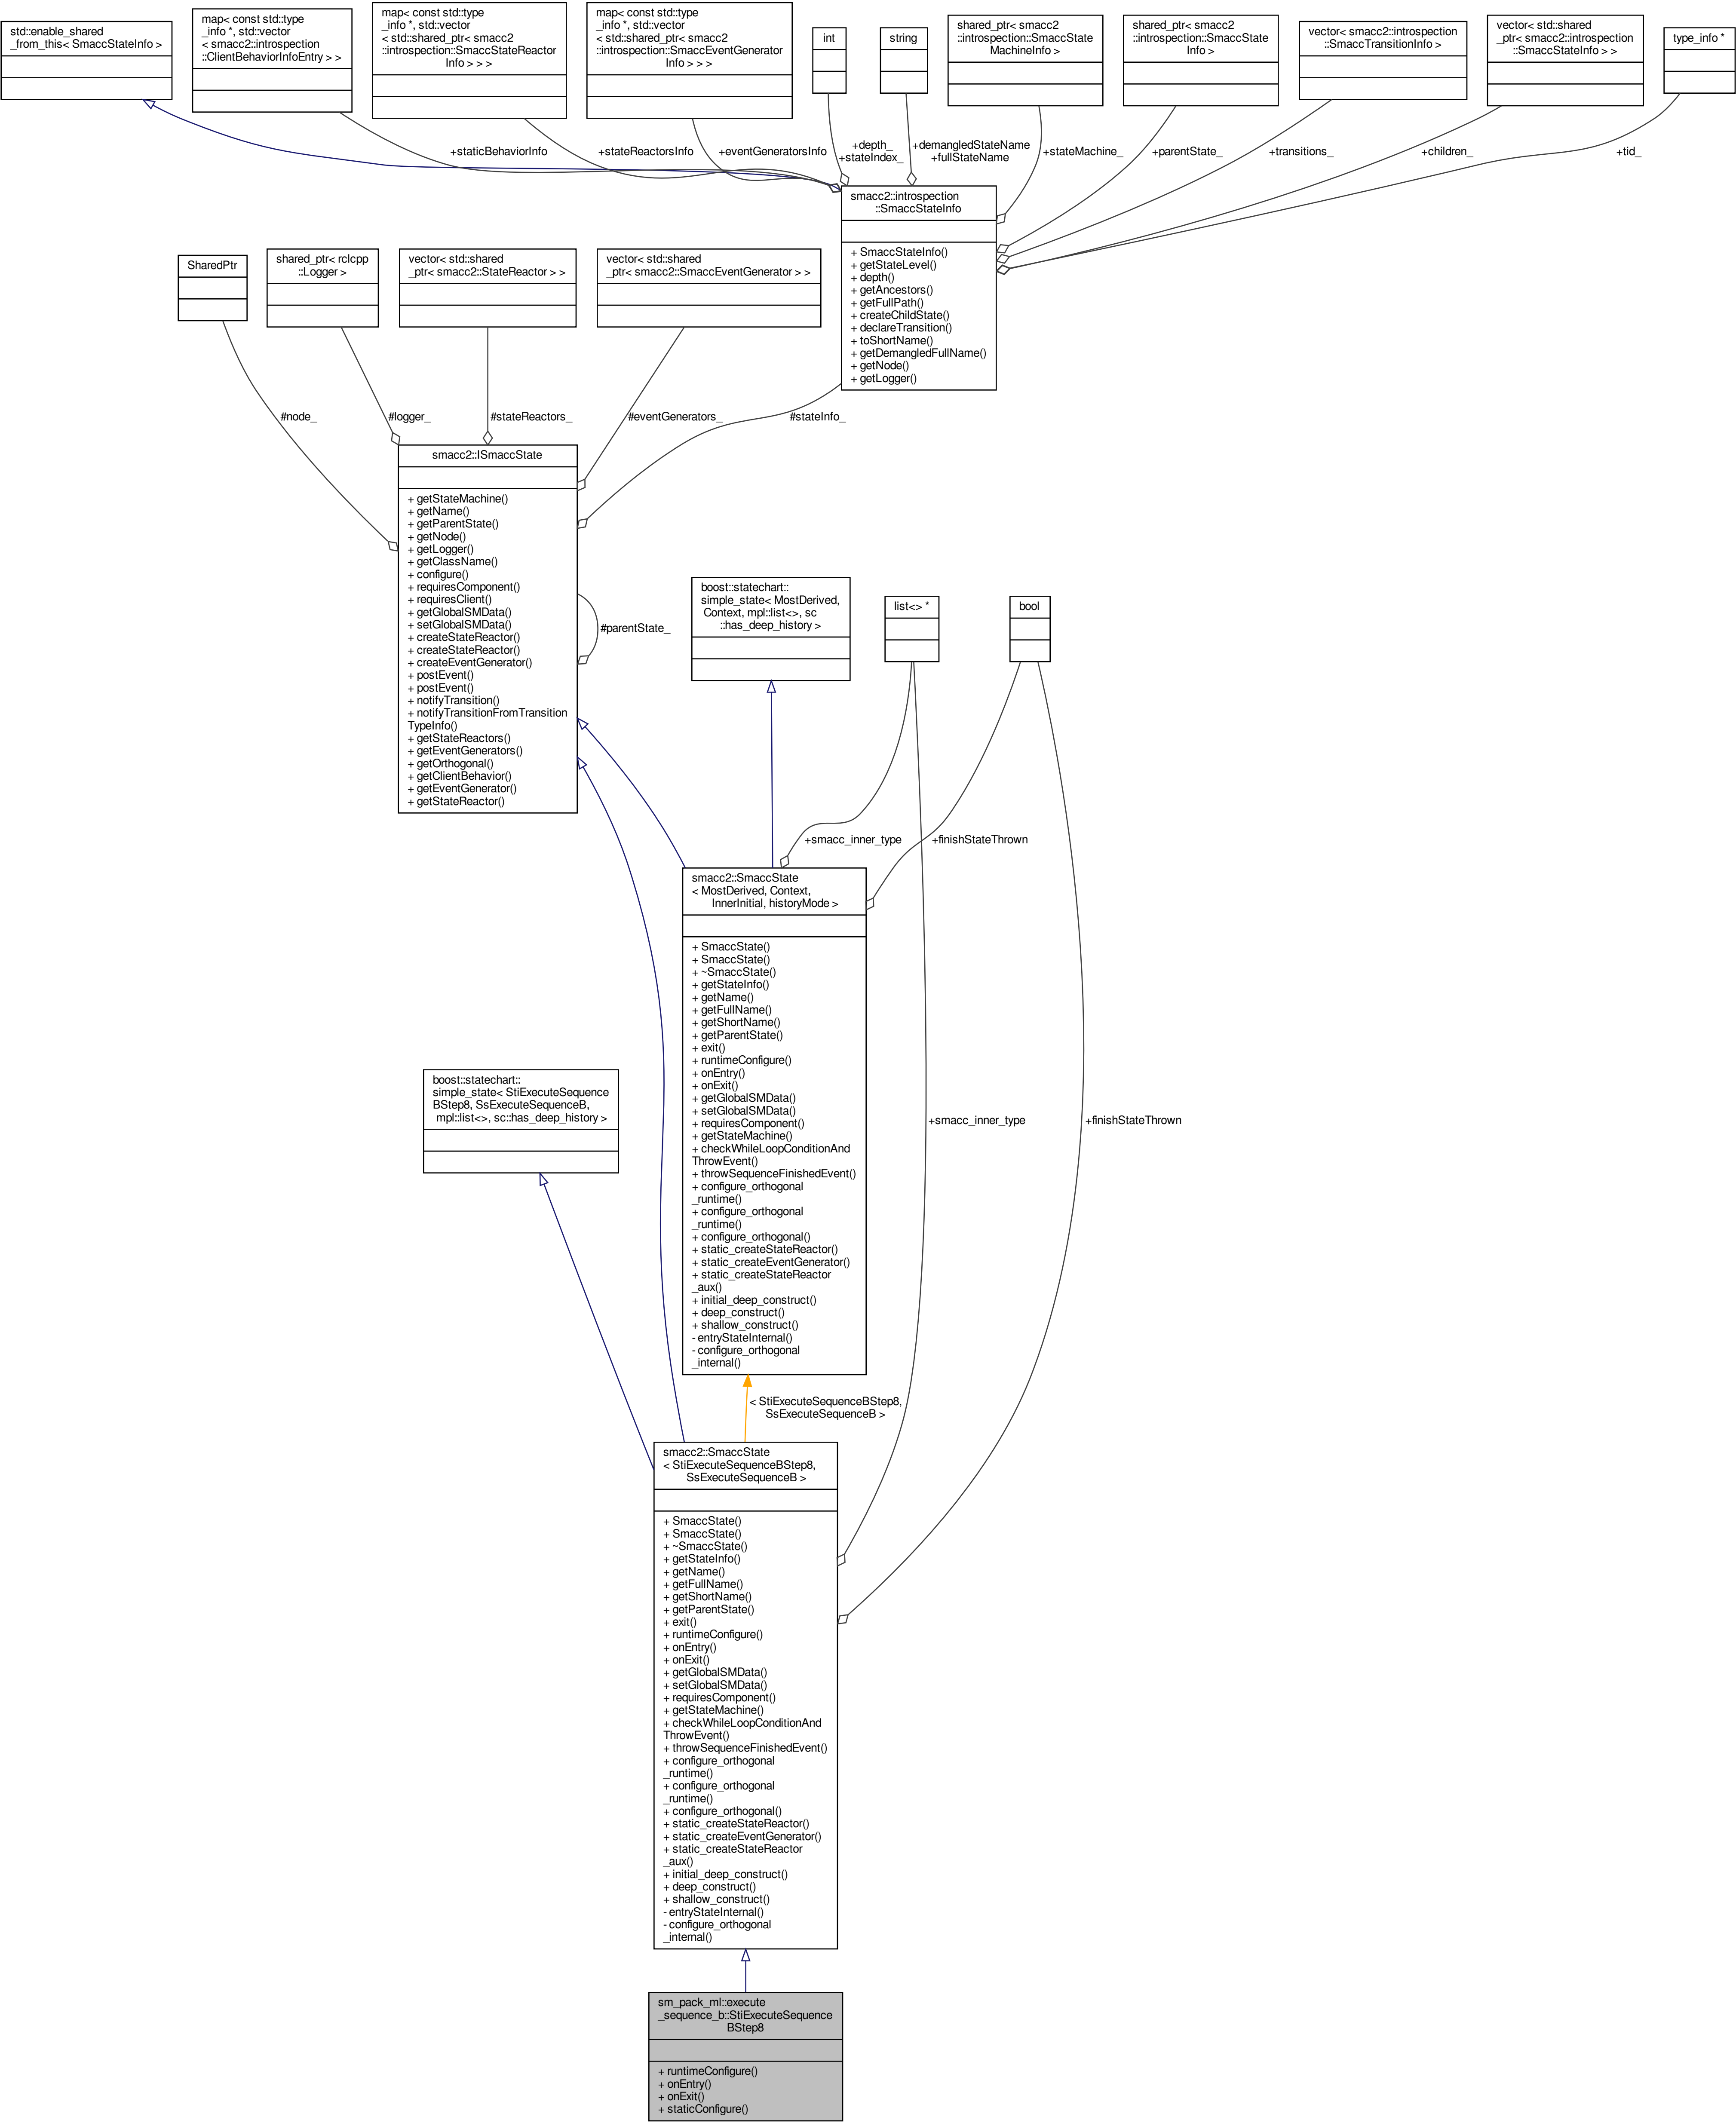 std::enable_shared
_from_this< SmaccStateInfo >
map< const std::type
_info *, std::vector
< smacc2::introspection
::ClientBehaviorInfoEntry > >
map< const std::type
_info *, std::vector
< std::shared_ptr< smacc2
::introspection::SmaccStateReactor
Info > > >
map< const std::type
_info *, std::vector
< std::shared_ptr< smacc2
::introspection::SmaccEventGenerator
Info > > >
int
string
shared_ptr< smacc2
::introspection::SmaccState
MachineInfo >
shared_ptr< smacc2
::introspection::SmaccState
Info >
vector< smacc2::introspection
::SmaccTransitionInfo >
vector< std::shared
_ptr< smacc2::introspection
::SmaccStateInfo > >
type_info *
+staticBehaviorInfo
+stateReactorsInfo
+eventGeneratorsInfo
+depth_
+stateIndex_
+demangledStateName
+fullStateName
+stateMachine_
+parentState_
+transitions_
+children_
+tid_
smacc2::introspection
::SmaccStateInfo
+ SmaccStateInfo()
+ getStateLevel()
+ depth()
+ getAncestors()
+ getFullPath()
+ createChildState()
+ declareTransition()
+ toShortName()
+ getDemangledFullName()
+ getNode()
+ getLogger()
SharedPtr
shared_ptr< rclcpp
::Logger >
vector< std::shared
_ptr< smacc2::StateReactor > >
vector< std::shared
_ptr< smacc2::SmaccEventGenerator > >
#node_
#logger_
#stateReactors_
#eventGenerators_
#stateInfo_
smacc2::ISmaccState
+ getStateMachine()
+ getName()
+ getParentState()
+ getNode()
+ getLogger()
+ getClassName()
+ configure()
+ requiresComponent()
+ requiresClient()
+ getGlobalSMData()
+ setGlobalSMData()
+ createStateReactor()
+ createStateReactor()
+ createEventGenerator()
+ postEvent()
+ postEvent()
+ notifyTransition()
+ notifyTransitionFromTransition
TypeInfo()
+ getStateReactors()
+ getEventGenerators()
+ getOrthogonal()
+ getClientBehavior()
+ getEventGenerator()
+ getStateReactor()
#parentState_
boost::statechart::
simple_state< MostDerived,
Context, mpl::list<>, sc
::has_deep_history >
list<> *
bool
+smacc_inner_type
+finishStateThrown
smacc2::SmaccState
< MostDerived, Context,
InnerInitial, historyMode >
+ SmaccState()
+ SmaccState()
+ ~SmaccState()
+ getStateInfo()
+ getName()
+ getFullName()
+ getShortName()
+ getParentState()
+ exit()
+ runtimeConfigure()
+ onEntry()
+ onExit()
+ getGlobalSMData()
+ setGlobalSMData()
+ requiresComponent()
+ getStateMachine()
+ checkWhileLoopConditionAnd
ThrowEvent()
+ throwSequenceFinishedEvent()
+ configure_orthogonal
_runtime()
+ configure_orthogonal
_runtime()
+ configure_orthogonal()
+ static_createStateReactor()
+ static_createEventGenerator()
+ static_createStateReactor
_aux()
+ initial_deep_construct()
+ deep_construct()
+ shallow_construct()
- entryStateInternal()
- configure_orthogonal
_internal()
boost::statechart::
simple_state< StiExecuteSequence
BStep8, SsExecuteSequenceB,
mpl::list<>, sc::has_deep_history >
+smacc_inner_type
+finishStateThrown
< StiExecuteSequenceBStep8,
SsExecuteSequenceB >
smacc2::SmaccState
< StiExecuteSequenceBStep8,
SsExecuteSequenceB >
+ SmaccState()
+ SmaccState()
+ ~SmaccState()
+ getStateInfo()
+ getName()
+ getFullName()
+ getShortName()
+ getParentState()
+ exit()
+ runtimeConfigure()
+ onEntry()
+ onExit()
+ getGlobalSMData()
+ setGlobalSMData()
+ requiresComponent()
+ getStateMachine()
+ checkWhileLoopConditionAnd
ThrowEvent()
+ throwSequenceFinishedEvent()
+ configure_orthogonal
_runtime()
+ configure_orthogonal
_runtime()
+ configure_orthogonal()
+ static_createStateReactor()
+ static_createEventGenerator()
+ static_createStateReactor
_aux()
+ initial_deep_construct()
+ deep_construct()
+ shallow_construct()
- entryStateInternal()
- configure_orthogonal
_internal()
sm_pack_ml::execute
_sequence_b::StiExecuteSequence
BStep8
+ runtimeConfigure()
+ onEntry()
+ onExit()
+ staticConfigure()